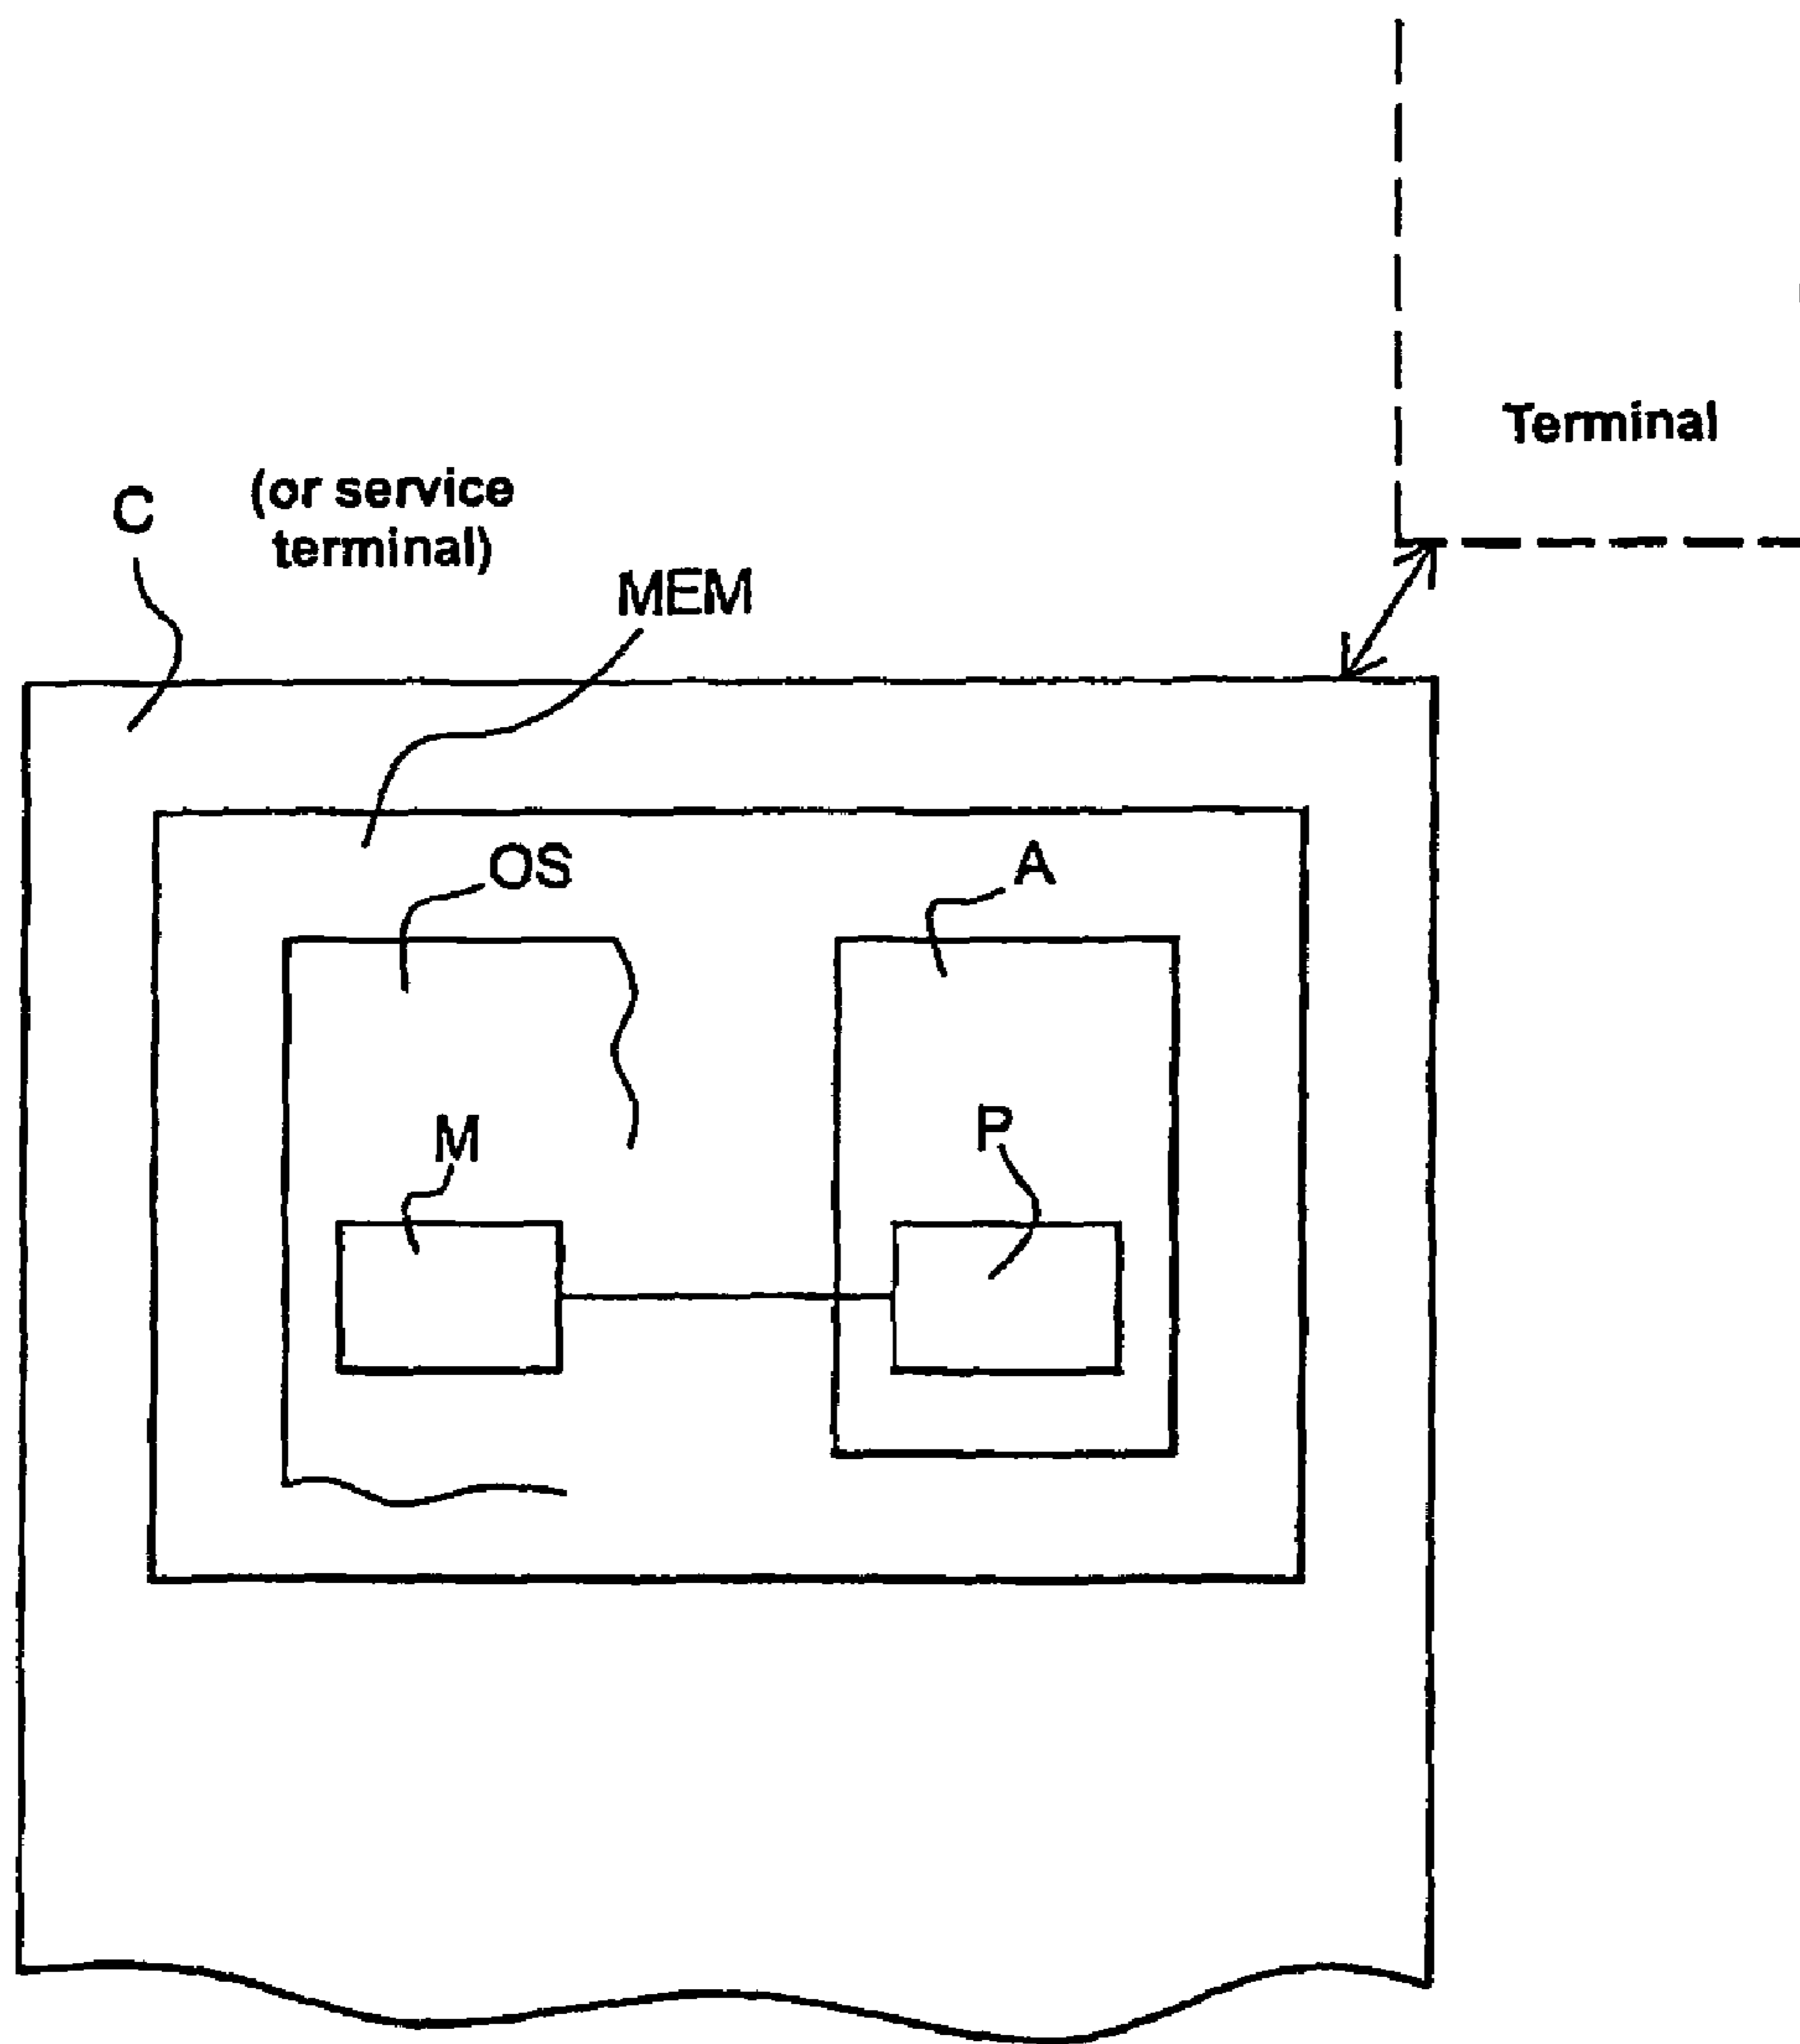 Terminal
C
(or service
terminal)
MEM
OS
A
M
P